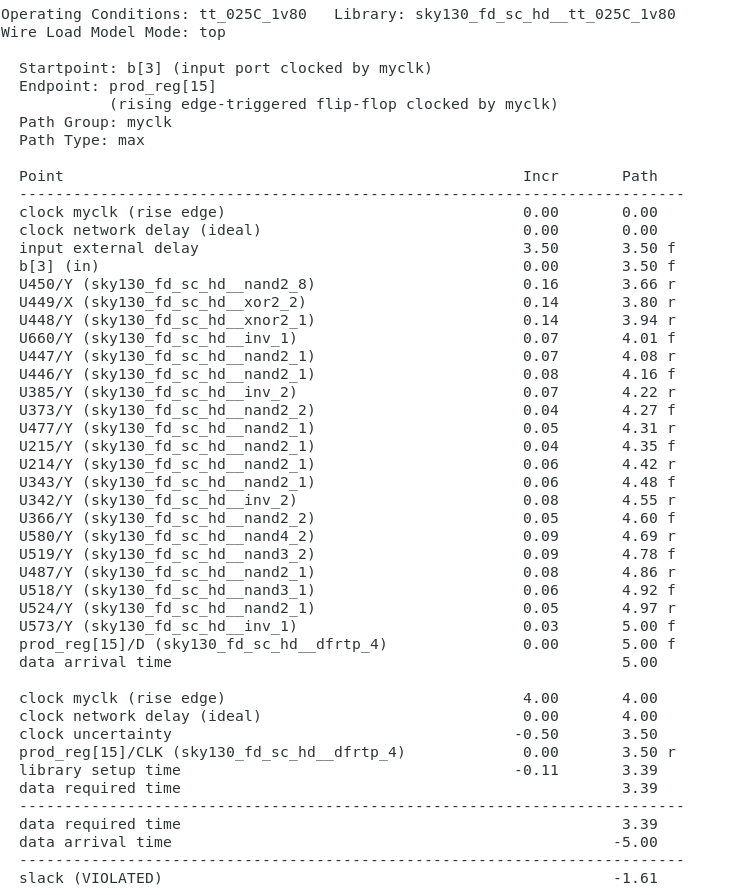 Operating Conditions: tt_025C_1v80   Library: sky130_fd_sc_hd__tt_025C_1v80
Wire Load Model Mode: top

  Startpoint: b[3] (input port clocked by myclk)
  Endpoint: prod_reg[15]
            (rising edge-triggered flip-flop clocked by myclk)
  Path Group: myclk
  Path Type: max

  Point                                                   Incr       Path
  --------------------------------------------------------------------------
  clock myclk (rise edge)                                 0.00       0.00
  clock network delay (ideal)                             0.00       0.00
  input external delay                                    3.50       3.50 f
  b[3] (in)                                               0.00       3.50 f
  U450/Y (sky130_fd_sc_hd__nand2_8)                       0.16       3.66 r
  U449/X (sky130_fd_sc_hd__xor2_2)                        0.14       3.80 r
  U448/Y (sky130_fd_sc_hd__xnor2_1)                       0.14       3.94 r
  U660/Y (sky130_fd_sc_hd__inv_1)                         0.07       4.01 f
  U447/Y (sky130_fd_sc_hd__nand2_1)                       0.07       4.08 r
  U446/Y (sky130_fd_sc_hd__nand2_1)                       0.08       4.16 f
  U385/Y (sky130_fd_sc_hd__inv_2)                         0.07       4.22 r
  U373/Y (sky130_fd_sc_hd__nand2_2)                       0.04       4.27 f
  U477/Y (sky130_fd_sc_hd__nand2_1)                       0.05       4.31 r
  U215/Y (sky130_fd_sc_hd__nand2_1)                       0.04       4.35 f
  U214/Y (sky130_fd_sc_hd__nand2_1)                       0.06       4.42 r
  U343/Y (sky130_fd_sc_hd__nand2_1)                       0.06       4.48 f
  U342/Y (sky130_fd_sc_hd__inv_2)                         0.08       4.55 r
  U366/Y (sky130_fd_sc_hd__nand2_2)                       0.05       4.60 f
  U580/Y (sky130_fd_sc_hd__nand4_2)                       0.09       4.69 r
  U519/Y (sky130_fd_sc_hd__nand3_2)                       0.09       4.78 f
  U487/Y (sky130_fd_sc_hd__nand2_1)                       0.08       4.86 r
  U518/Y (sky130_fd_sc_hd__nand3_1)                       0.06       4.92 f
  U524/Y (sky130_fd_sc_hd__nand2_1)                       0.05       4.97 r
  U573/Y (sky130_fd_sc_hd__inv_1)                         0.03       5.00 f
  prod_reg[15]/D (sky130_fd_sc_hd__dfrtp_4)               0.00       5.00 f
  data arrival time                                                  5.00

  clock myclk (rise edge)                                 4.00       4.00
  clock network delay (ideal)                             0.00       4.00
  clock uncertainty                                      -0.50       3.50
  prod_reg[15]/CLK (sky130_fd_sc_hd__dfrtp_4)             0.00       3.50 r
  library setup time                                     -0.11       3.39
  data required time                                                 3.39
  --------------------------------------------------------------------------
  data required time                                                 3.39
  data arrival time                                                 -5.00
  --------------------------------------------------------------------------
  slack (VIOLATED)                                                  -1.61